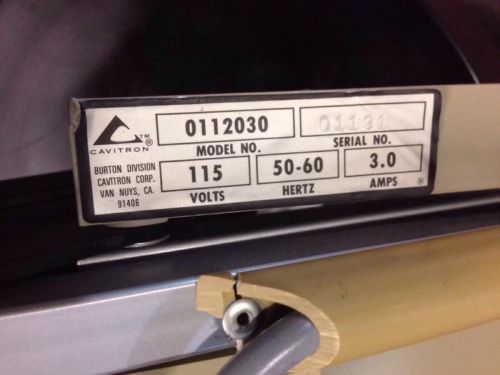 0112030
01131
TM
CAVITRON
MODEL NO.
SERIAL NO.
BURTON DIVISION
CAVITRON CORP.
VAN NUYS, CA.
91406
115
50-60
3.0
VOLTS
HERTZ
AMPS
®